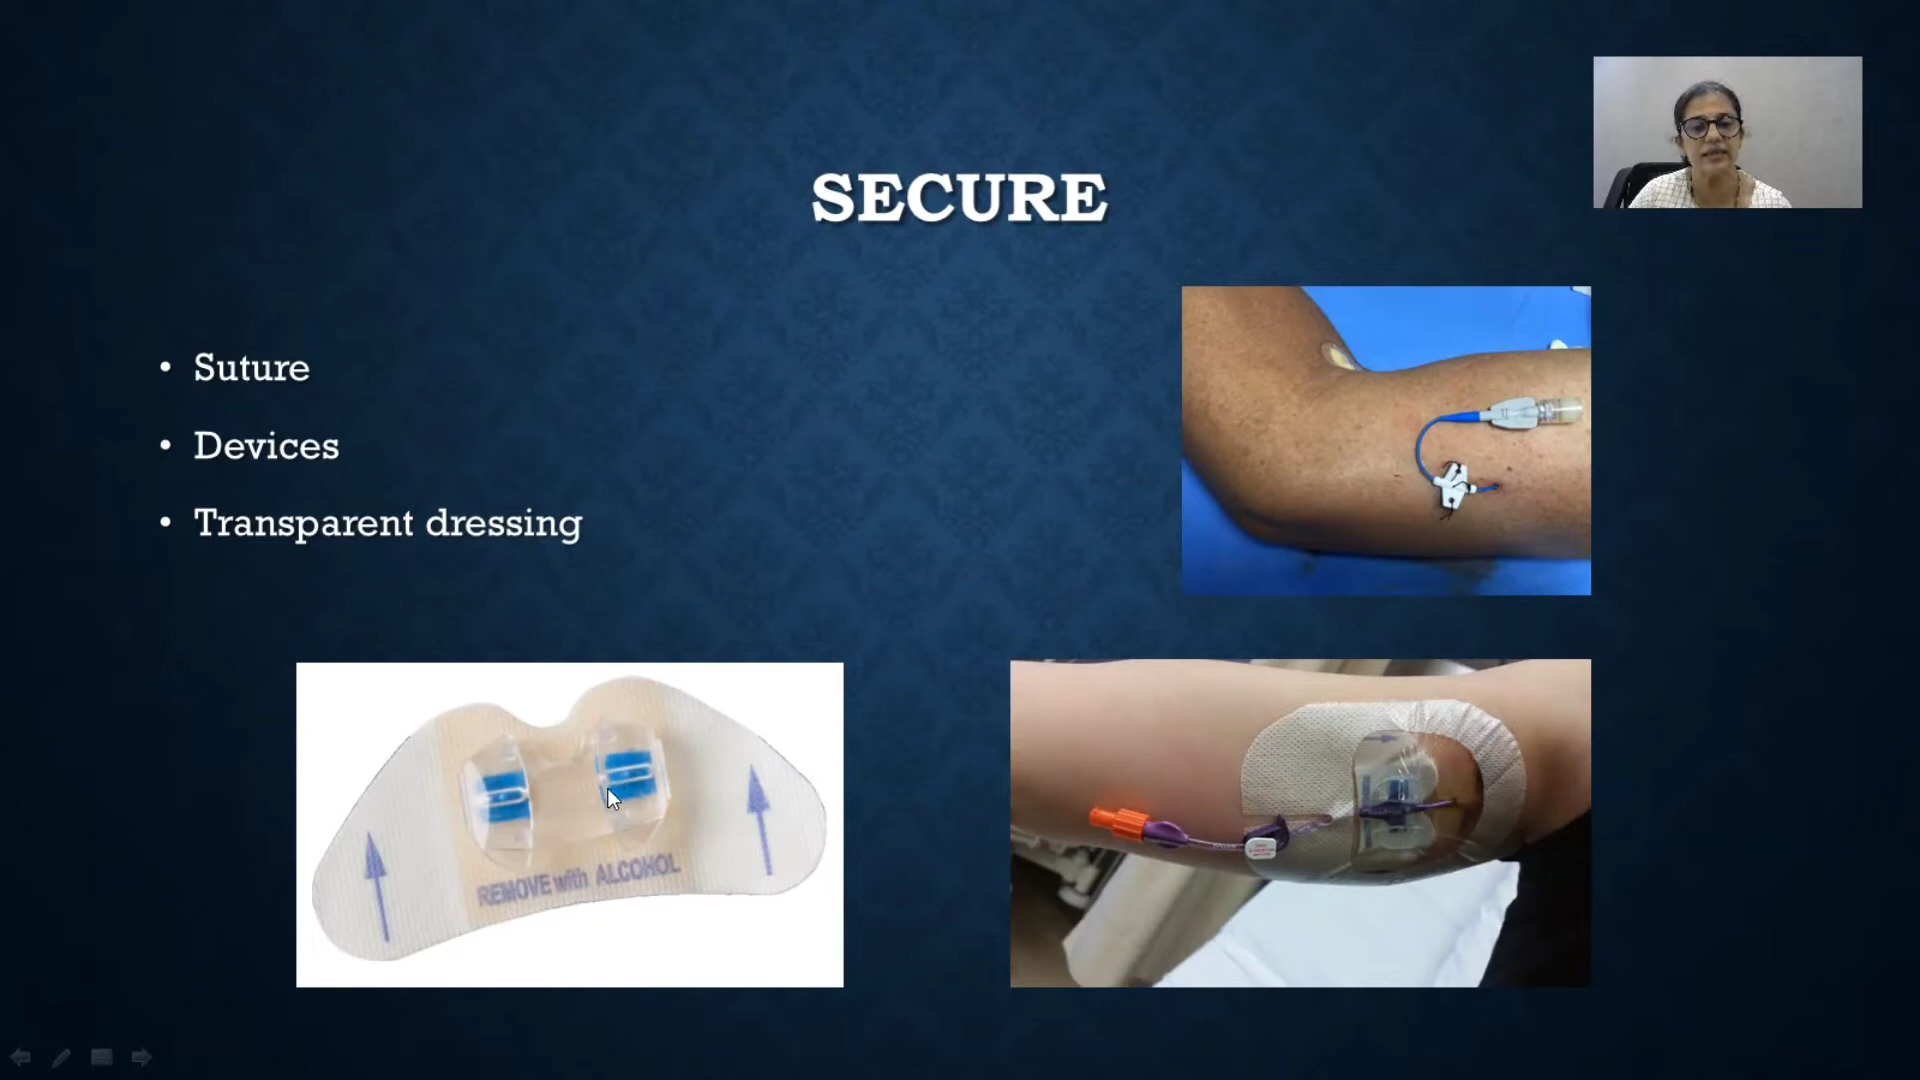 SECURE
• Suture
• Devices
• Transparent dressing
REMOVE with ALCOHOL